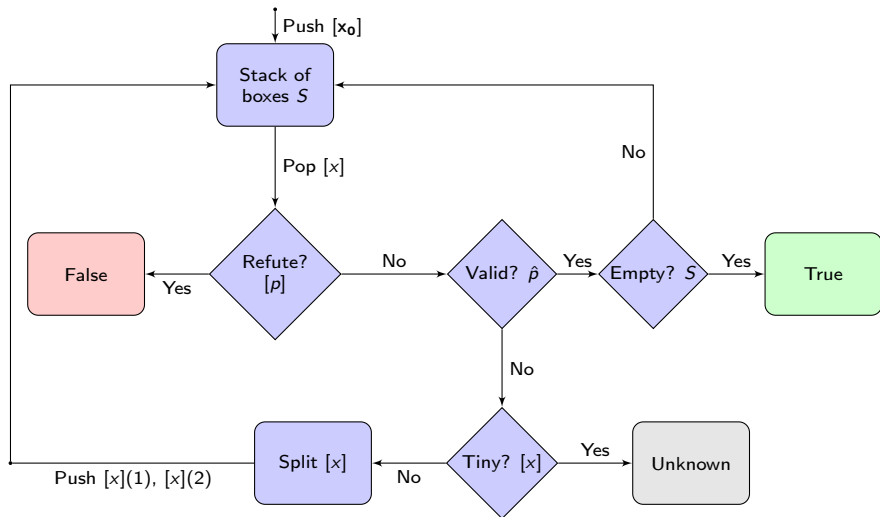 Push [x₀]
Stack of
boxes S
No
Pop [x]
False
Yes
Refute?
[p]
No
Valid? p̂
Yes
Empty? S
Yes
True
No
Push [x](1), [x](2)
Split [x]
No
Tiny? [x]
Yes
Unknown